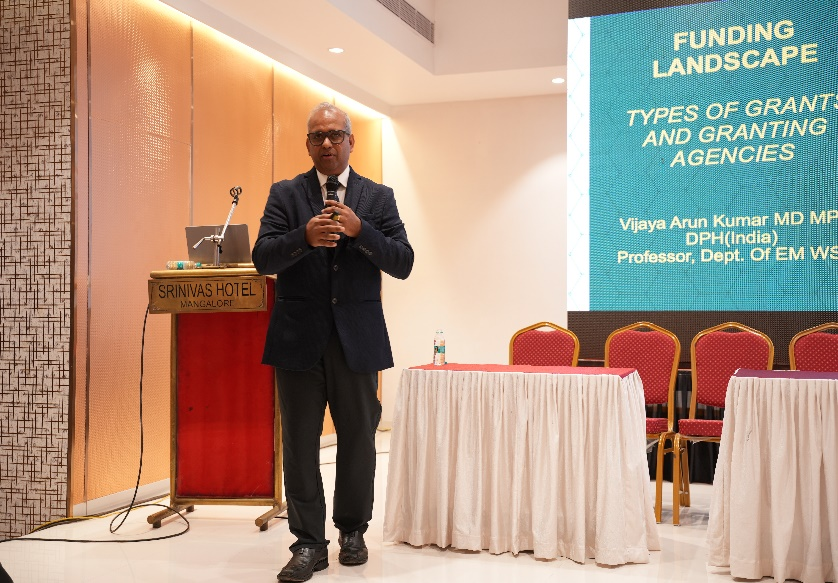 FUNDING
LANDSCAPE
TYPES OF GRANTS
AND GRANTING
AGENCIES
Vijaya Arun Kumar MD MP
DPH(India)
Professor, Dept. Of EM WS
SRINIVAS HOTEL
MANGALORE